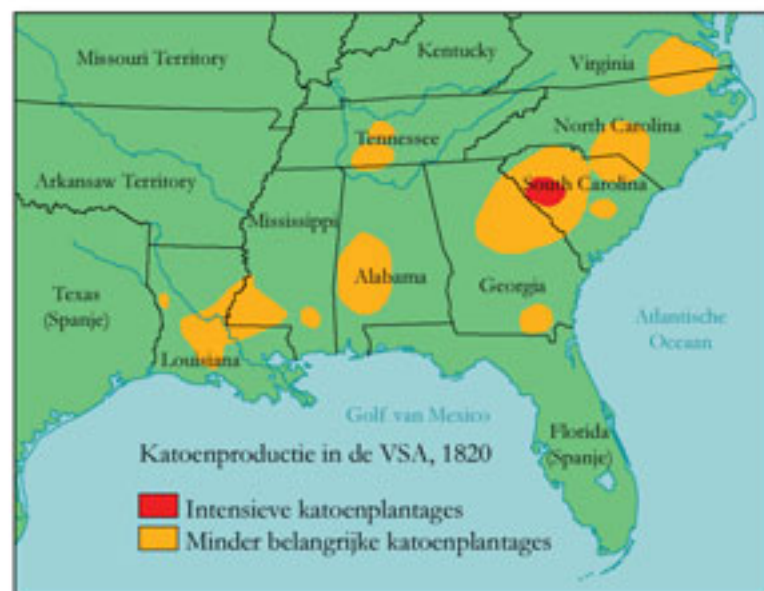 Missouri Territory
Kentucky
Virginia
Tennessee
North Carolina
Arkansaw Territory
South Carolina
Mississippi
Alabama
Georgia
Texas
(Spanje)
Louisiana
Atlantische
Oceaan
Golf van Mexico
Florida
(Spanje)
Katoenproductie in de VSA, 1820
Intensieve katoenplantages
Minder belangrijke katoenplantages